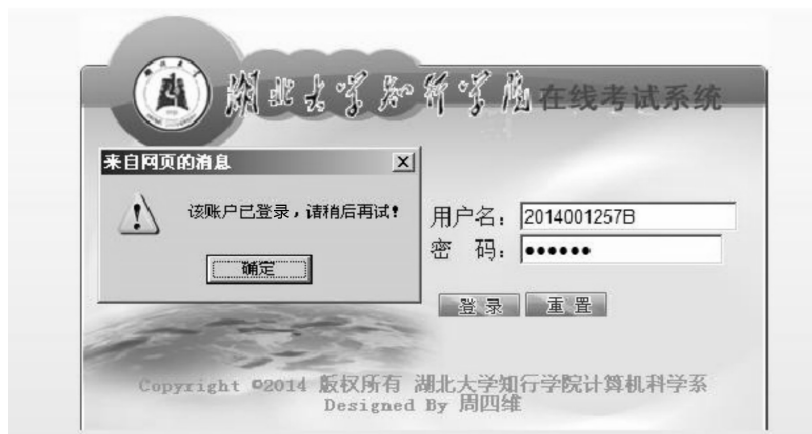 湖北大学知行学院在线考试系统
来自网页的消息
该账户已登录，请稍后再试!
确定
用户名：2014001257B
密 码：●●●●●●
登录 重置
Copyright ©2014 版权所有 湖北大学知行学院计算机科学系
Designed By 周四维